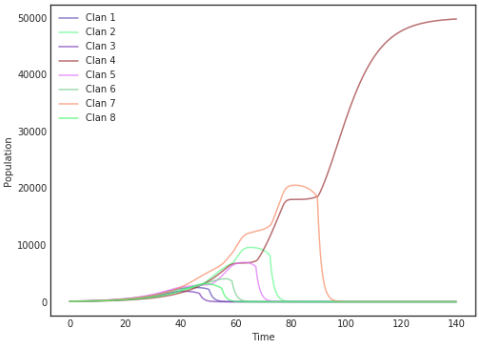 50000
40000
30000
20000
10000
0
Population
Clan 1
Clan 2
Clan 3
Clan 4
Clan 5
Clan 6
Clan 7
Clan 8
0 20 40 60 80 100 120 140
Time